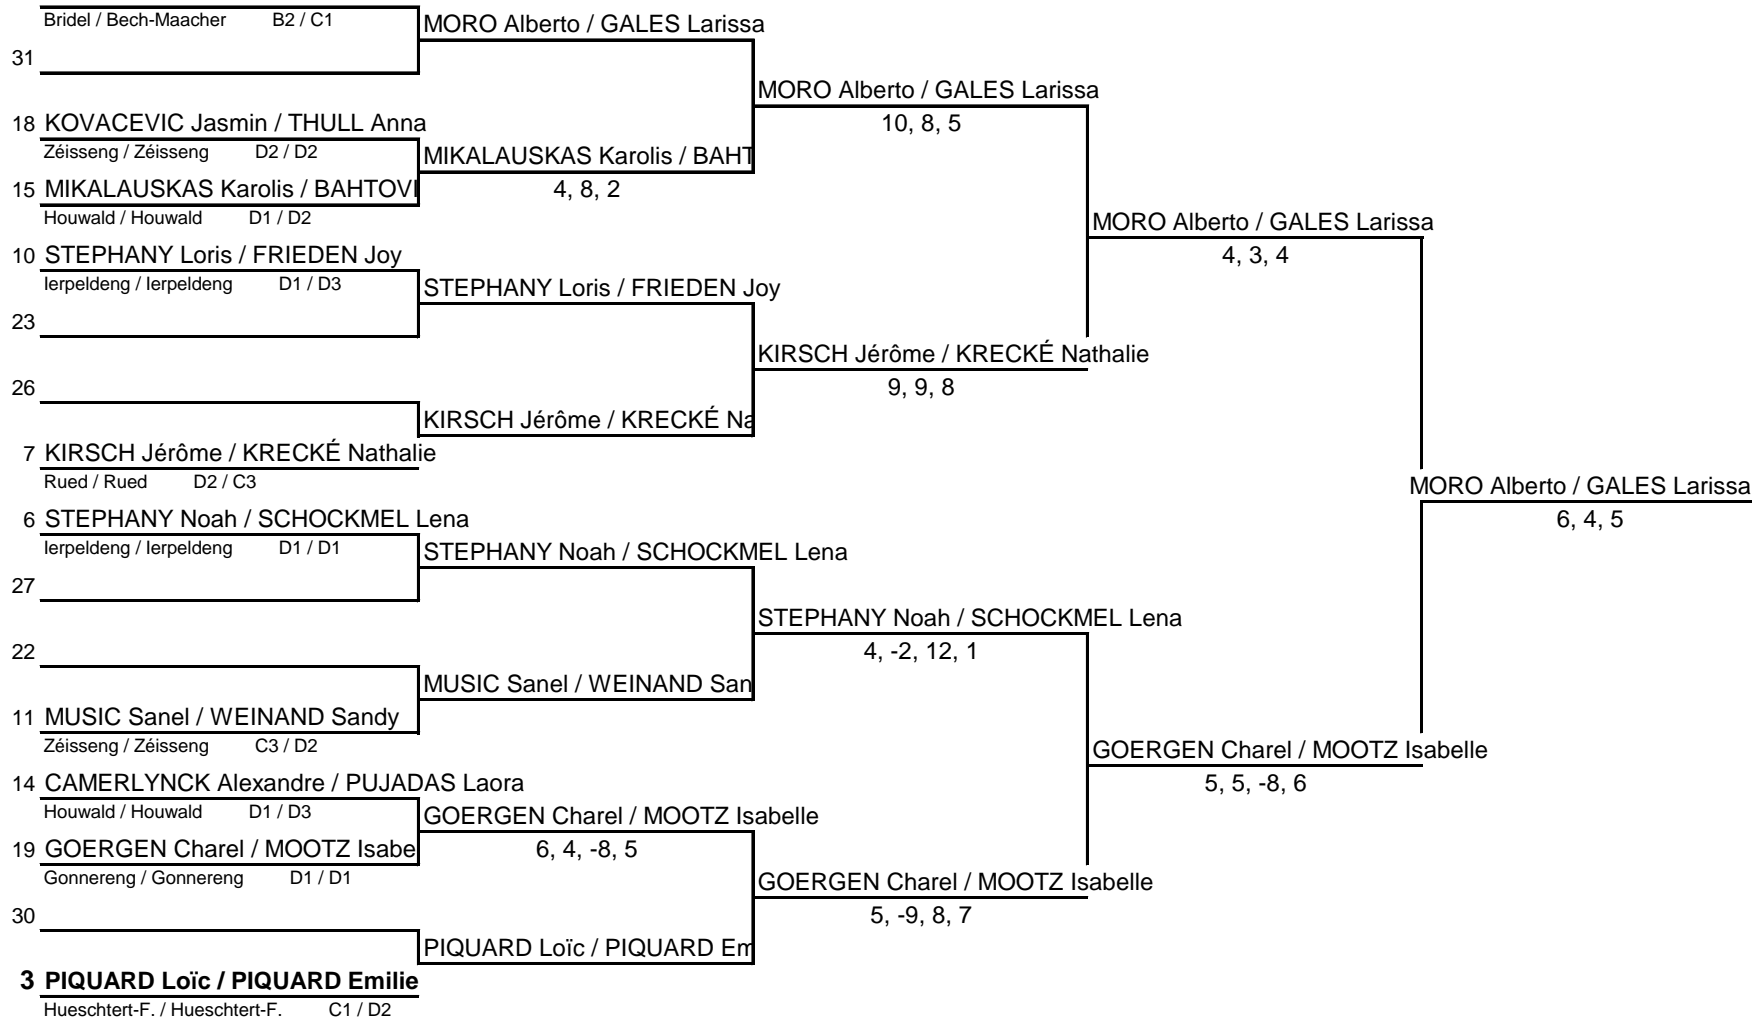 Bridel / Bech-Maacher B2 / C1
MORO Alberto / GALES Larissa
31
MORO Alberto / GALES Larissa
10, 8, 5
18 KOVACEVIC Jasmin / THULL Anna
Zéisseng / Zéisseng D2 / D2
MIKALAUSKAS Karolis / BAHT
4, 8, 2
15 MIKALAUSKAS Karolis / BAHTOVI
Houwald / Houwald D1 / D2
MORO Alberto / GALES Larissa
4, 3, 4
10 STEPHANY Loris / FRIEDEN Joy
Ierpeldeng / Ierpeldeng D1 / D3
STEPHANY Loris / FRIEDEN Joy
23
KIRSCH Jérôme / KRECKÉ Nathalie
9, 9, 8
26
KIRSCH Jérôme / KRECKÉ Na
7 KIRSCH Jérôme / KRECKÉ Nathalie
Rued / Rued D2 / C3
MORO Alberto / GALES Larissa
6, 4, 5
6 STEPHANY Noah / SCHOCKMEL Lena
Ierpeldeng / Ierpeldeng D1 / D1
STEPHANY Noah / SCHOCKMEL Lena
27
STEPHANY Noah / SCHOCKMEL Lena
4, -2, 12, 1
22
MUSIC Sanel / WEINAND San
11 MUSIC Sanel / WEINAND Sandy
Zéisseng / Zéisseng C3 / D2
GOERGEN Charel / MOOTZ Isabelle
5, 5, -8, 6
14 CAMERLYNCK Alexandre / PUJADAS Laora
Houwald / Houwald D1 / D3
GOERGEN Charel / MOOTZ Isabelle
6, 4, -8, 5
19 GOERGEN Charel / MOOTZ Isabe
Gonnereng / Gonnereng D1 / D1
GOERGEN Charel / MOOTZ Isabelle
5, -9, 8, 7
30
PIQUARD Loïc / PIQUARD Em
3 PIQUARD Loïc / PIQUARD Emilie
Hueschtert-F. / Hueschtert-F. C1 / D2